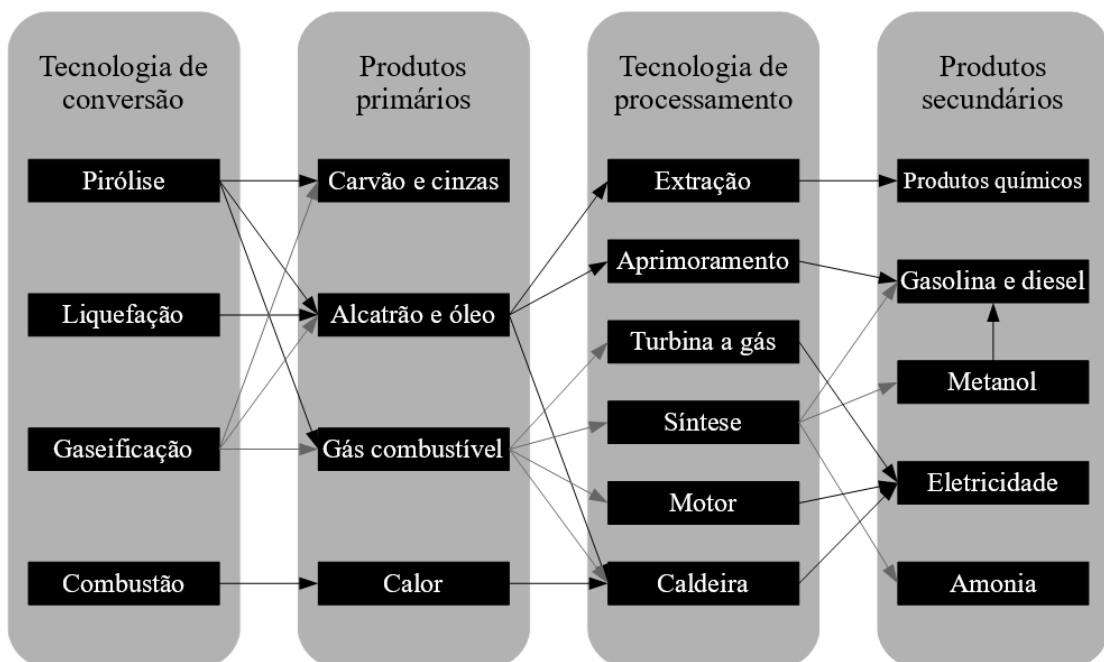 Tecnologia de
conversão
Pirólise
Liquefação
Gaseificação
Combustão
Produtos
primários
Carvão e cinzas
Alcatrão e óleo
Gás combustível
Calor
Tecnologia de
processamento
Extração
Aprimoramento
Turbina a gás
Síntese
Motor
Caldeira
Produtos
secundários
Produtos químicos
Gasolina e diesel
Metanol
Eletricidade
Amonia